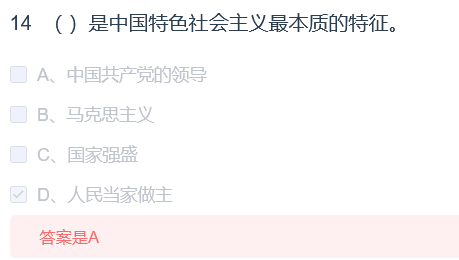 14 （ ）是中国特色社会主义最本质的特征。
A、中国共产党的领导
B、马克思主义
C、国家强盛
D、人民当家做主
答案是A